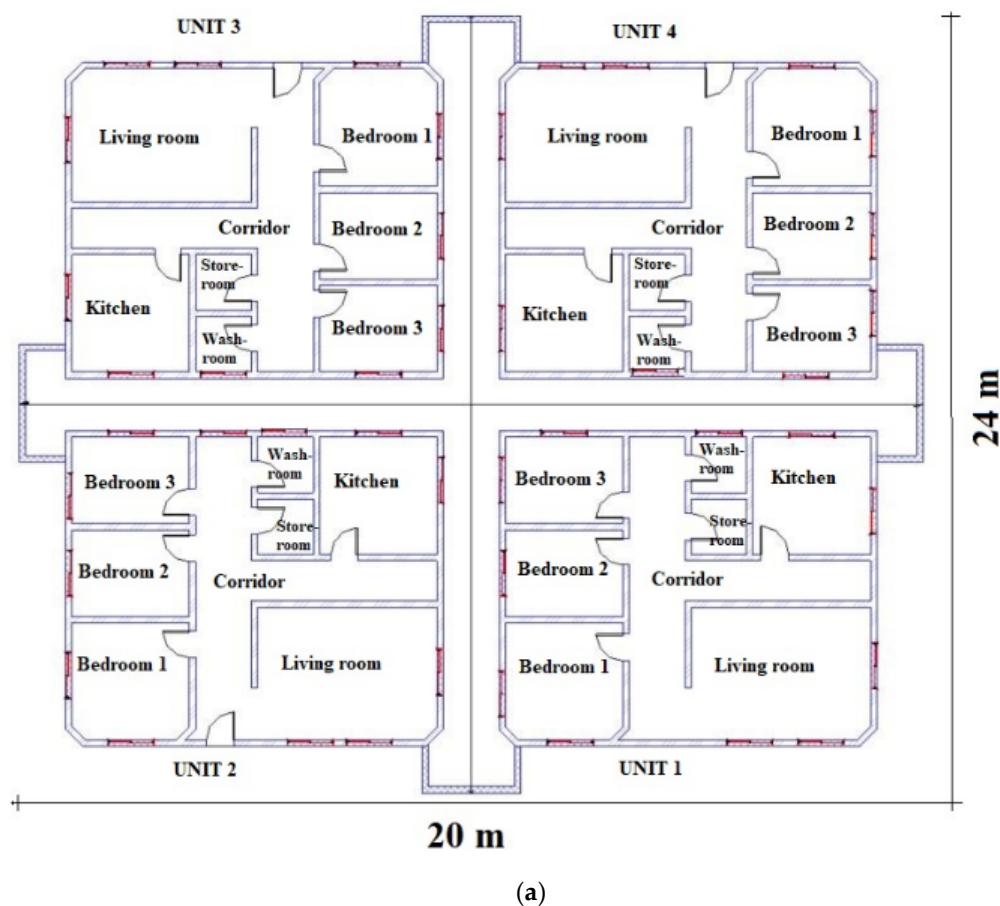 UNIT 3
UNIT 4
Living room
Bedroom 1
Living room
Bedroom 1
Corridor
Bedroom 2
Corridor
Bedroom 2
Store-
room
Store-
room
Kitchen
Wash-
room
Bedroom 3
Kitchen
Wash-
room
Bedroom 3
24 m
Bedroom 3
Wash-
room
Kitchen
Bedroom 3
Wash-
room
Kitchen
Store-
room
Store-
room
Bedroom 2
Corridor
Bedroom 2
Corridor
Bedroom 1
Living room
Bedroom 1
Living room
UNIT 2
UNIT 1
20 m
(a)